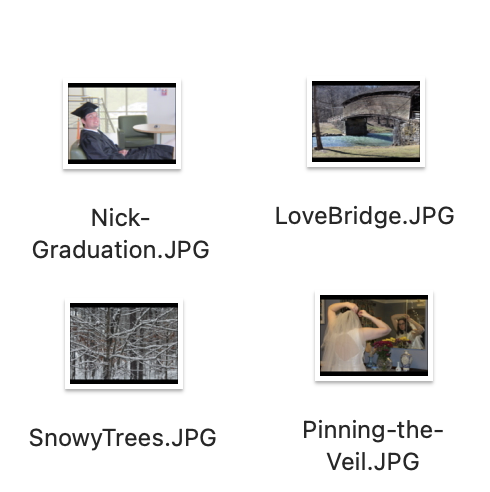 Nick-
Graduation.JPG
LoveBridge.JPG
SnowyTrees.JPG
Pinning-the-
Veil.JPG